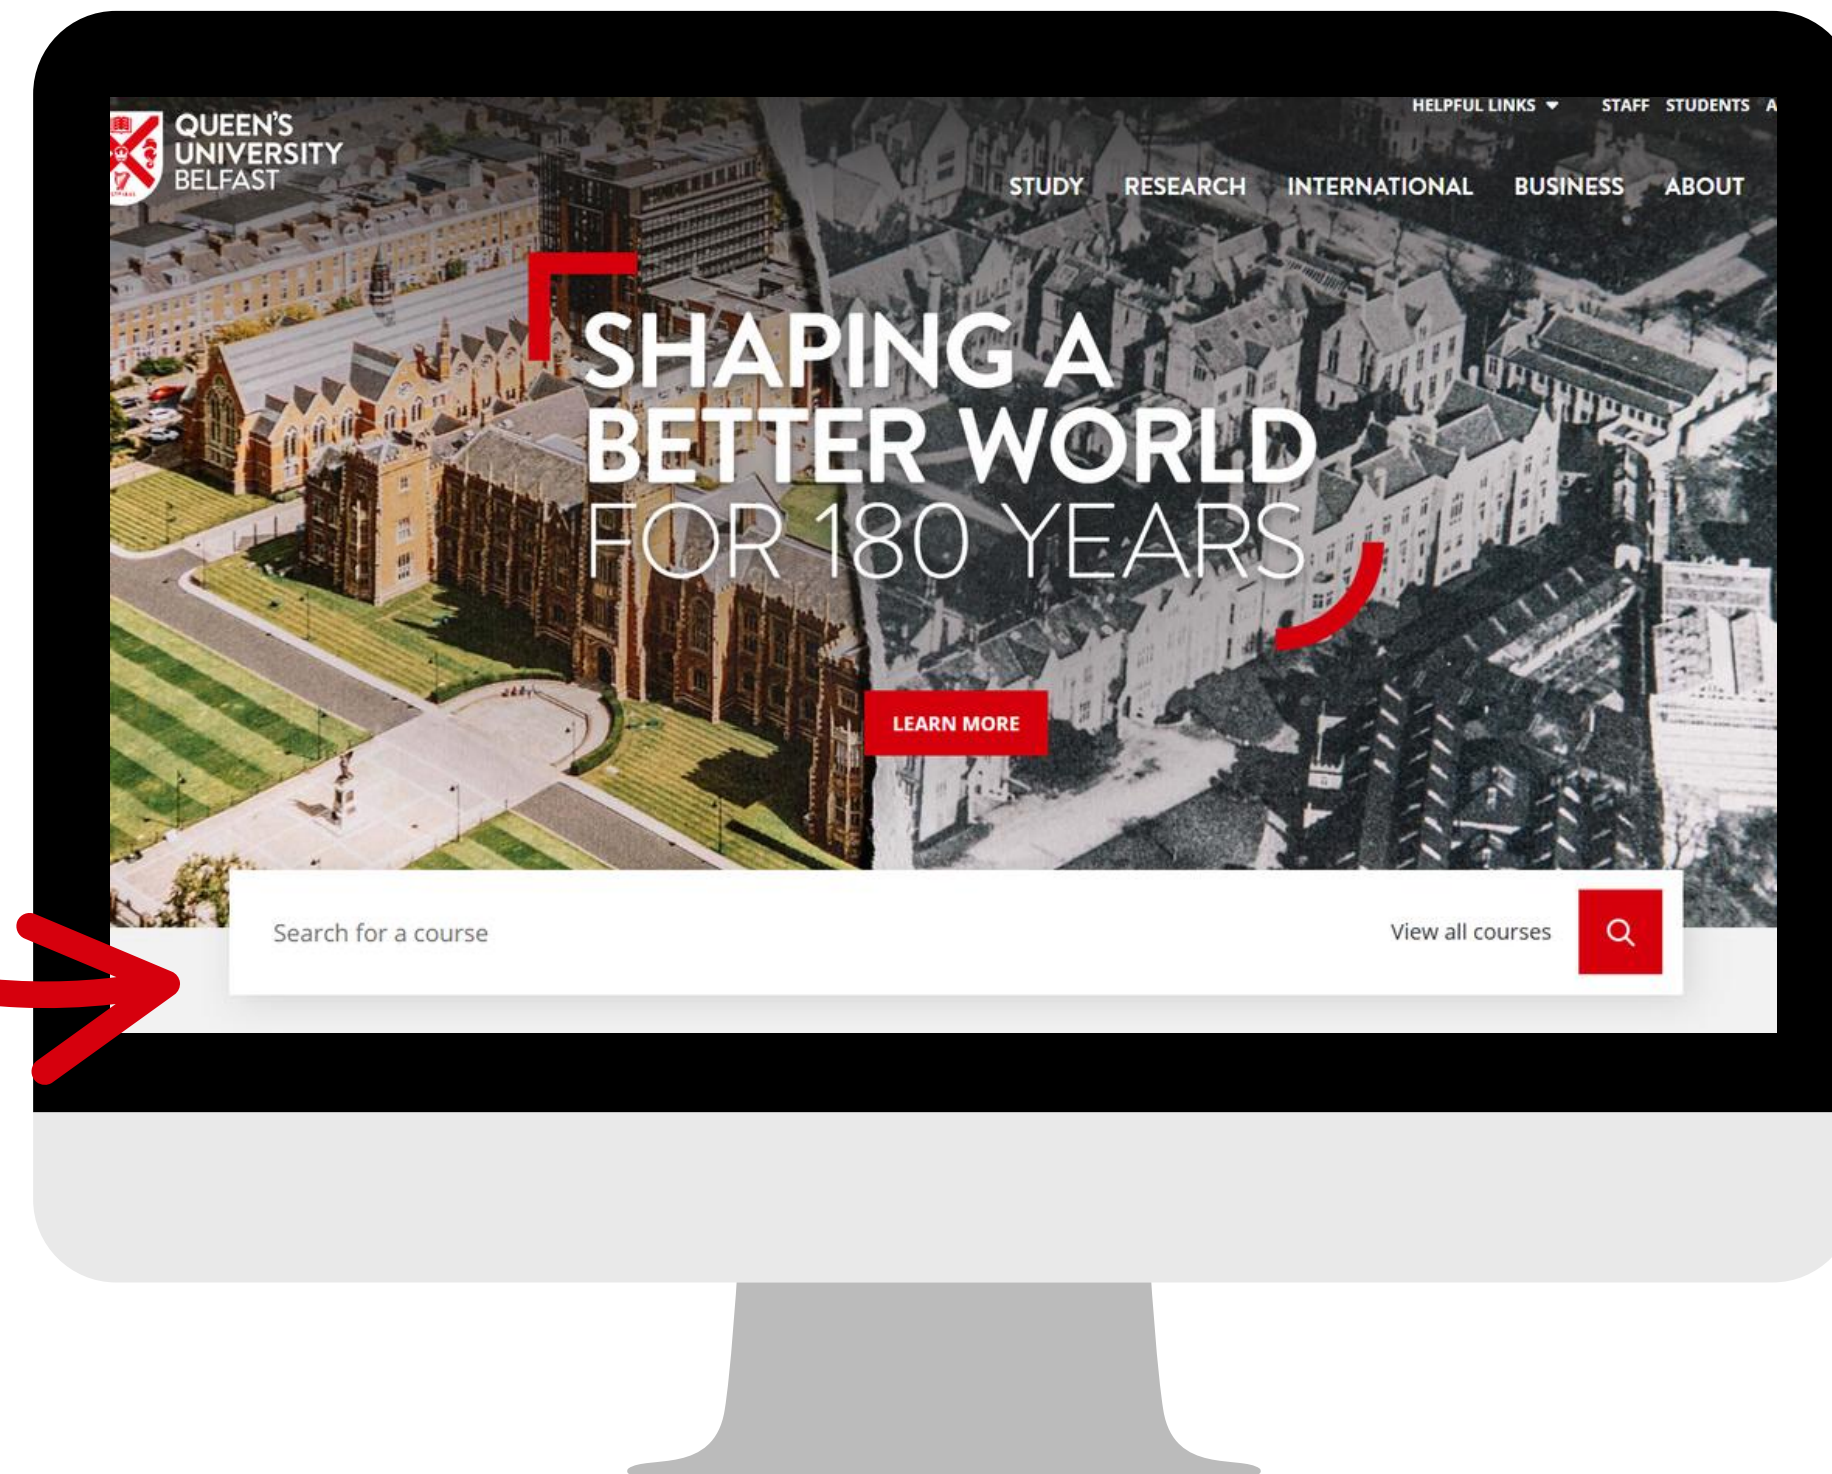 QUEEN'S
UNIVERSITY
BELFAST
HELPFUL LINKS STAFF STUDENTS A
STUDY RESEARCH INTERNATIONAL BUSINESS ABOUT
SHAPING A
BETTER WORLD
FOR 180 YEARS
LEARN MORE
Search for a course View all courses